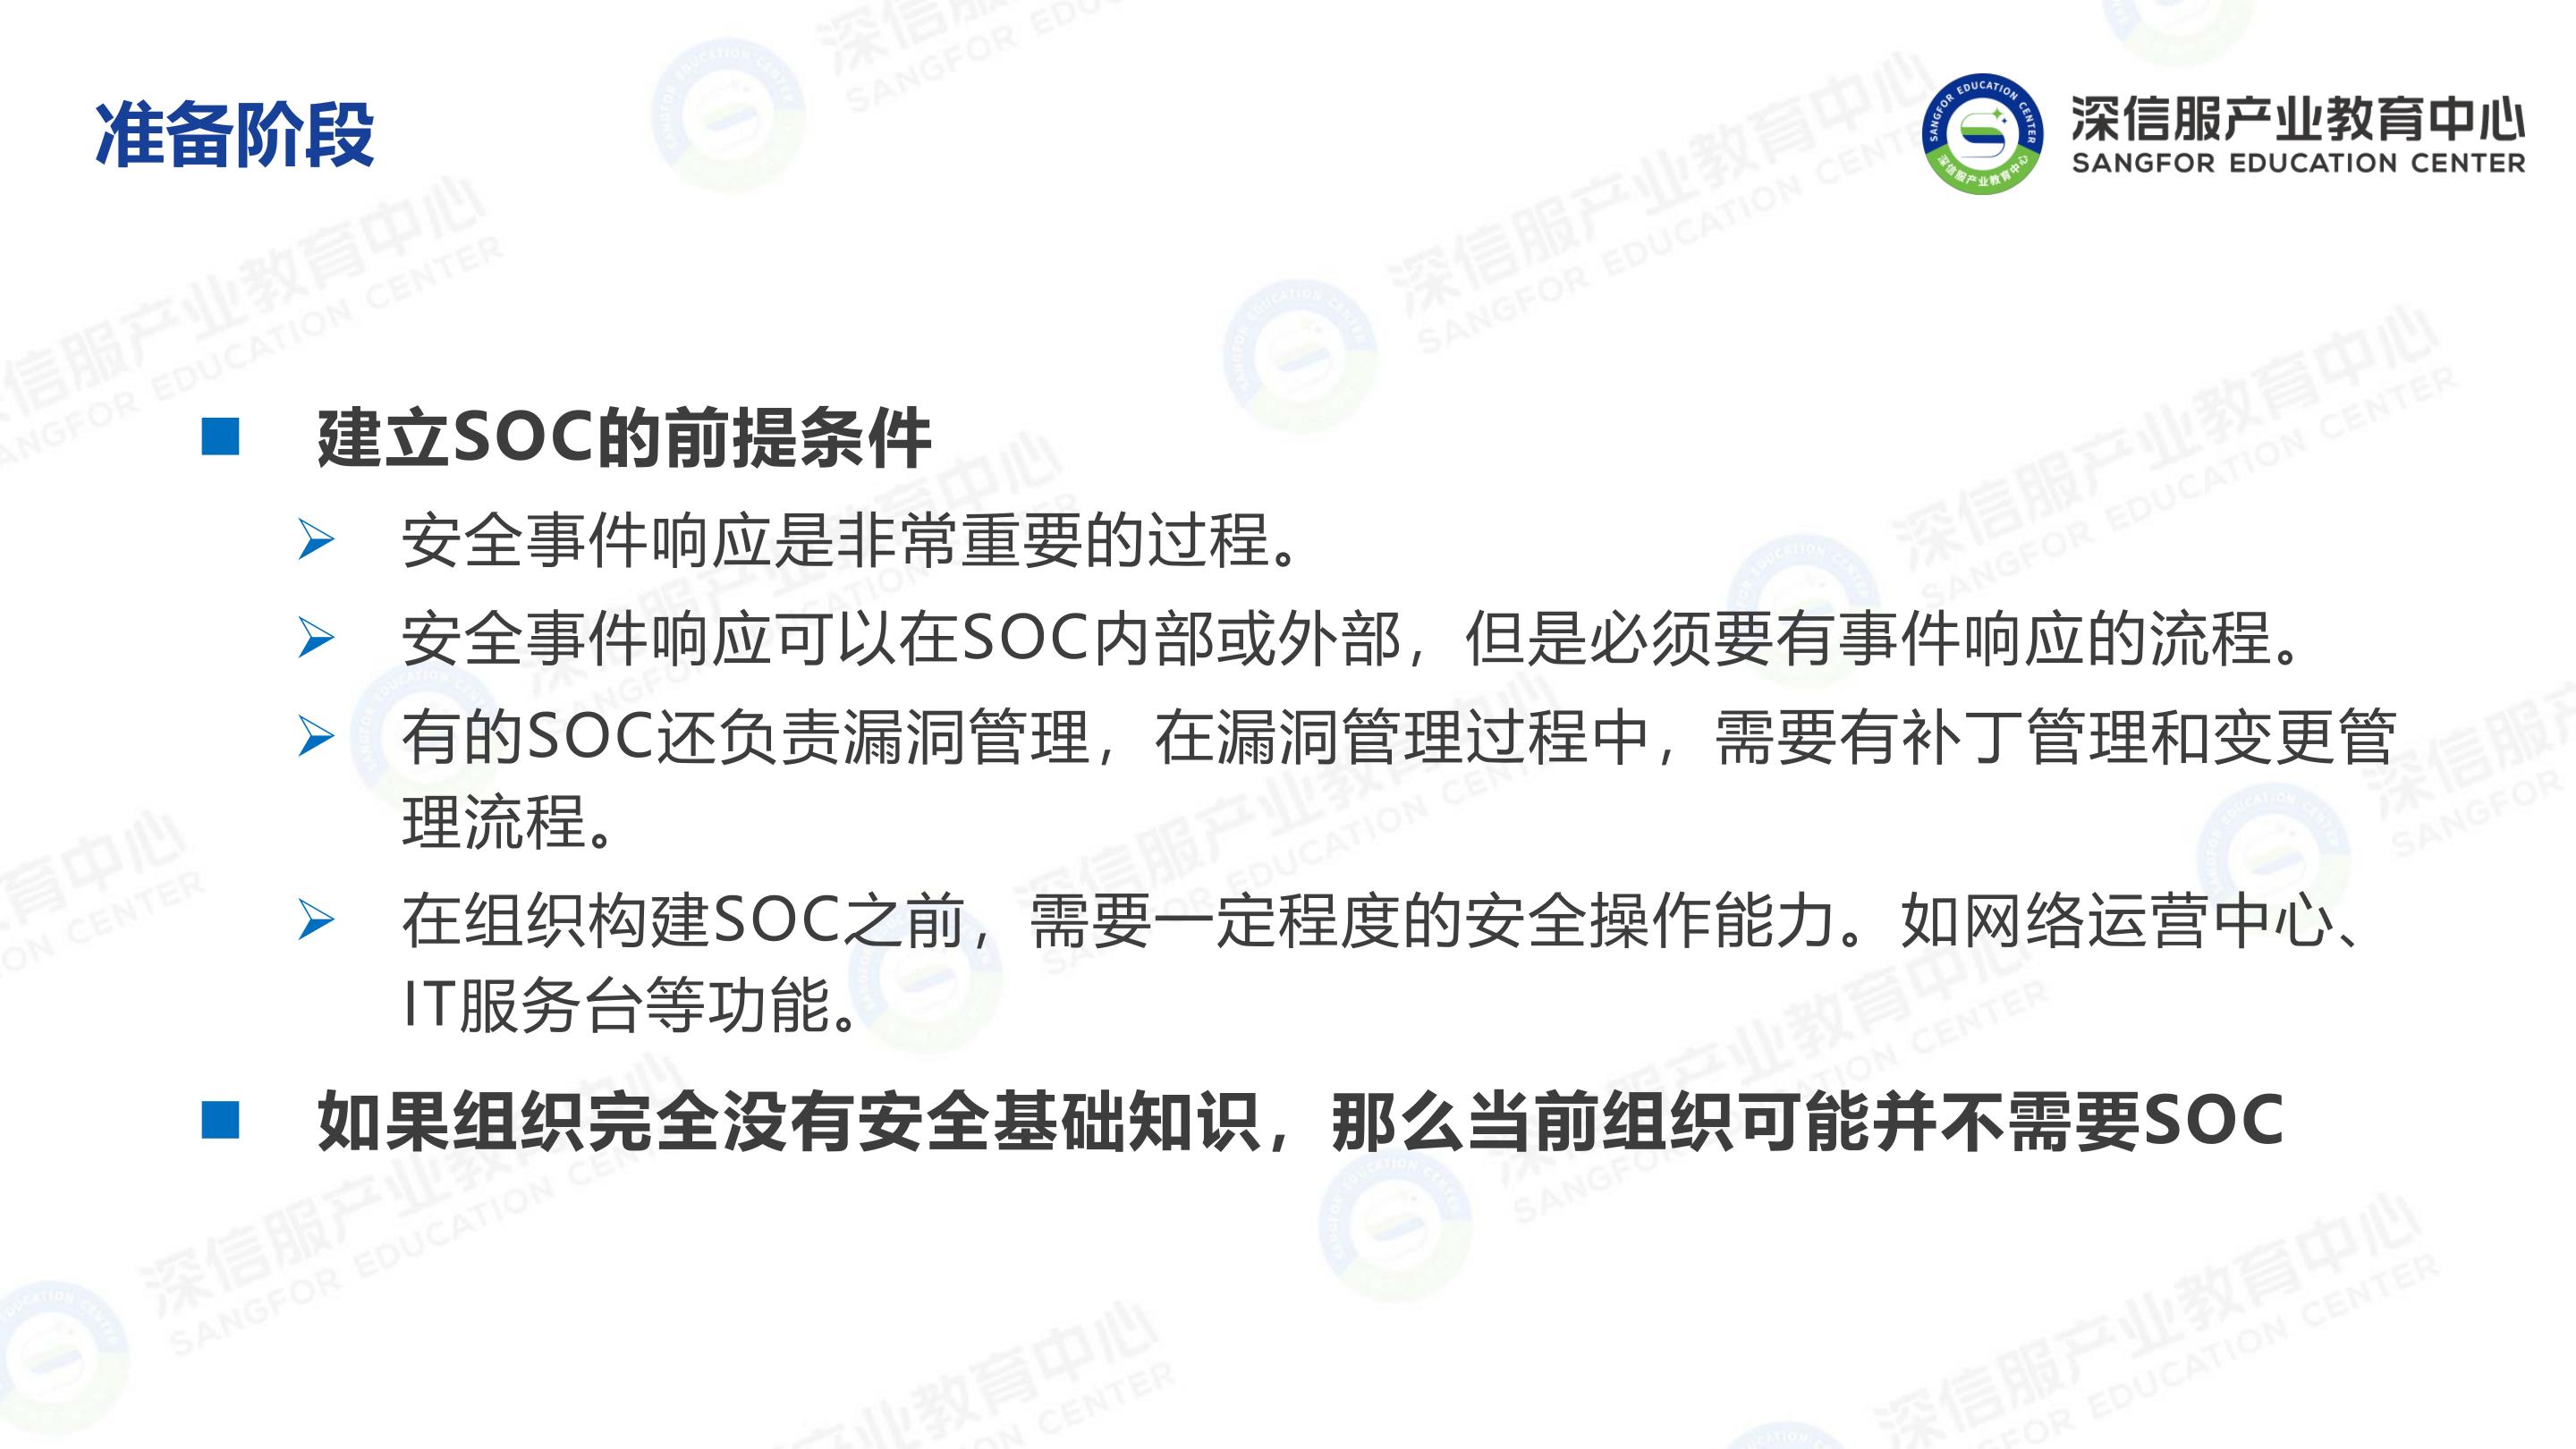 准备阶段
深信服产业教育中心
SANGFOR EDUCATION CENTER
建立SOC的前提条件
安全事件响应是非常重要的过程。
安全事件响应可以在SOC内部或外部，但是必须要有事件响应的流程。
有的SOC还负责漏洞管理，在漏洞管理过程中，需要有补丁管理和变更管
理流程。
在组织构建SOC之前，需要一定程度的安全操作能力。如网络运营中心、
IT服务台等功能。
如果组织完全没有安全基础知识，那么当前组织可能并不需要SOC